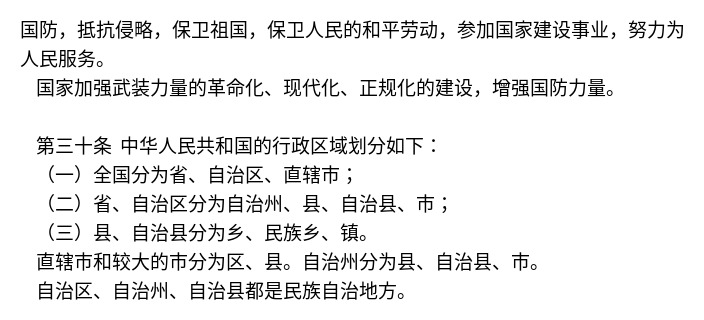 国防，抵抗侵略，保卫祖国，保卫人民的和平劳动，参加国家建设事业，努力为
人民服务。
国家加强武装力量的革命化、现代化、正规化的建设，增强国防力量。
第三十条 中华人民共和国的行政区域划分如下：
（一）全国分为省、自治区、直辖市；
（二）省、自治区分为自治州、县、自治县、市；
（三）县、自治县分为乡、民族乡、镇。
直辖市和较大的市分为区、县。自治州分为县、自治县、市。
自治区、自治州、自治县都是民族自治地方。